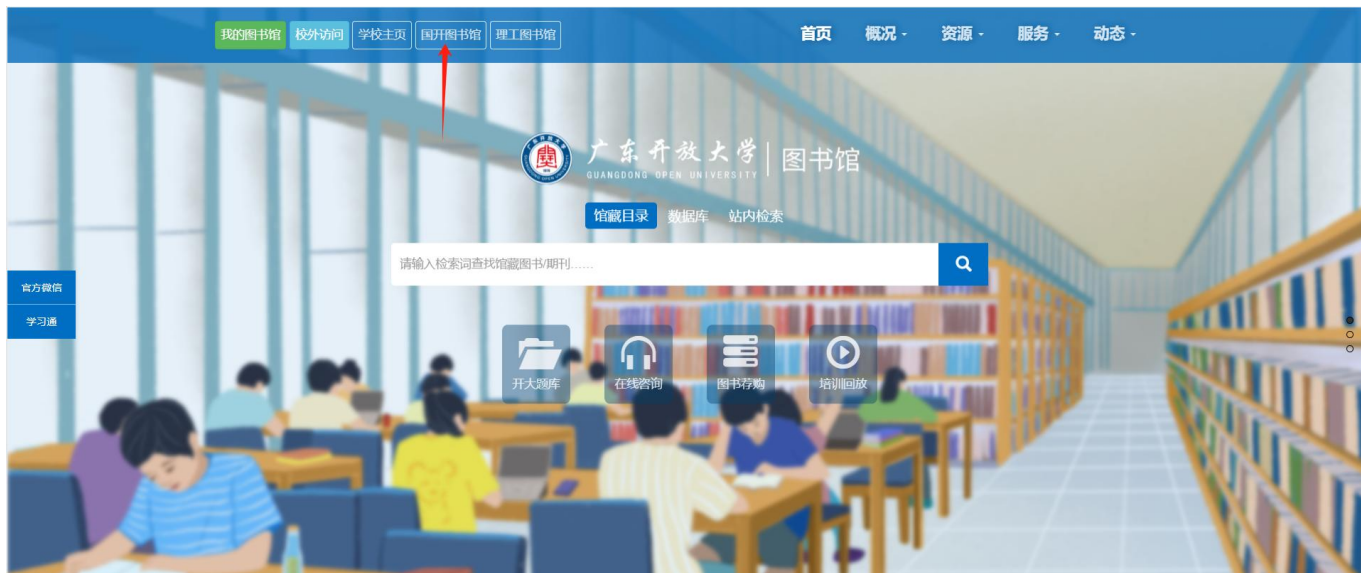 我的图书馆 校外访问 学校主页 国开图书馆 理工图书馆 首页 概况 资源 服务 动态
广东开放大学 图书馆
GUANGDONG OPEN UNIVERSITY
馆藏目录 数据库 站内检索
请输入检索词查找馆藏图书/期刊……
官方微信
学习通
开大题库 在线咨询 图书荐购 培训回放